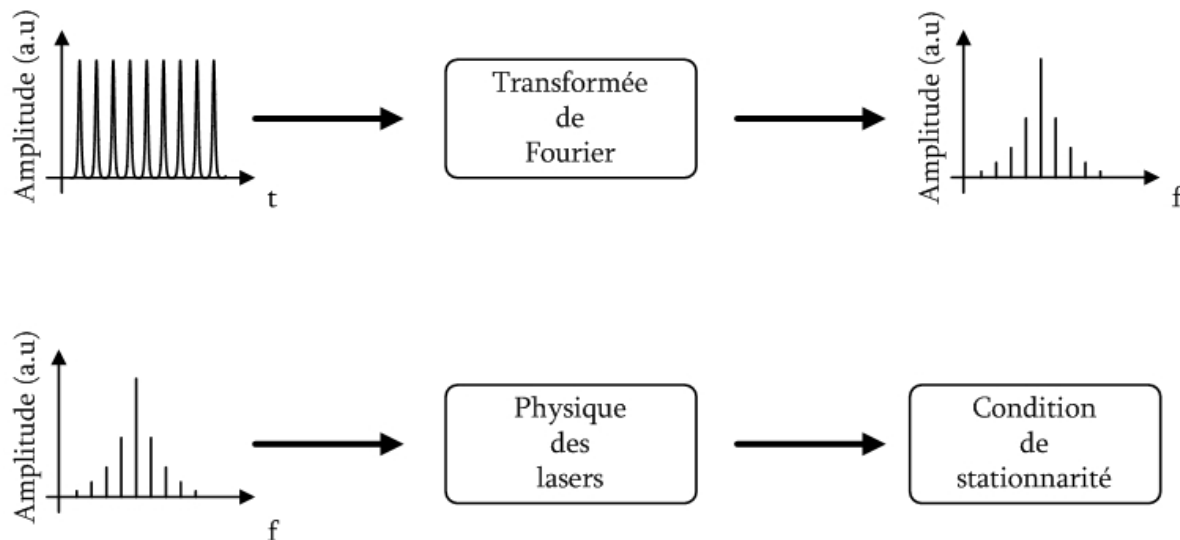 Amplitude (a.u)
t
Transformée
de
Fourier
Amplitude (a.u)
f
Amplitude (a.u)
f
Physique
des
lasers
Condition
de
stationnarité